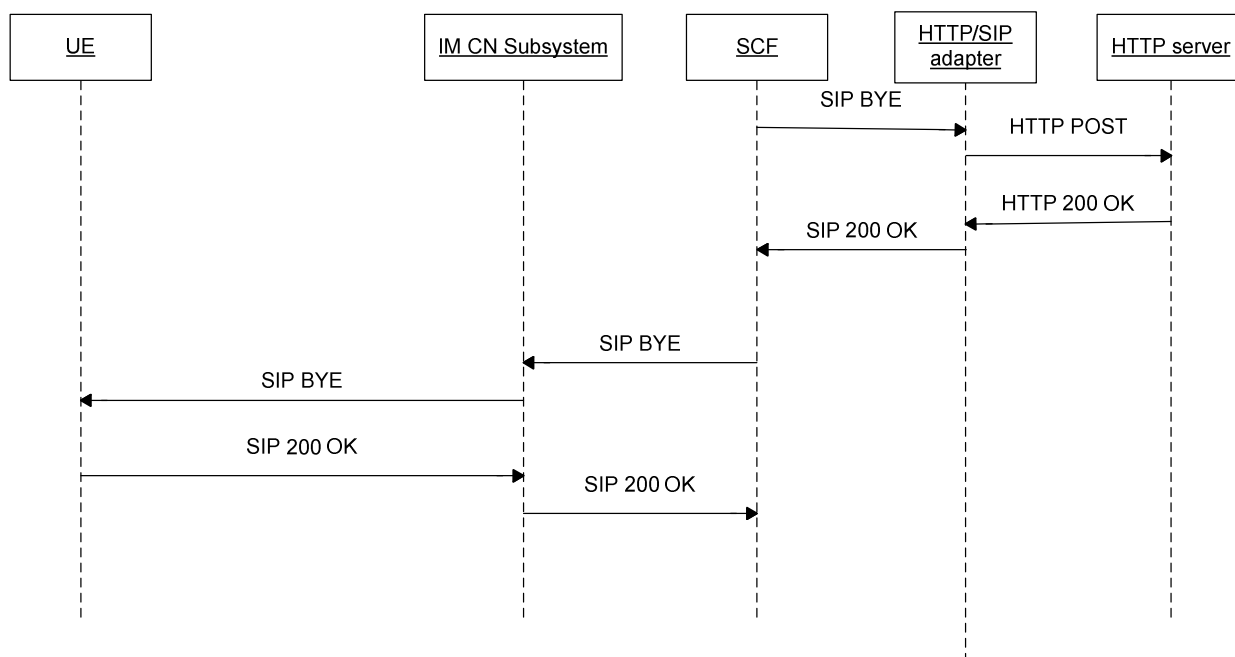 UE
IM CN Subsystem
SCF
HTTP/SIP
adapter
HTTP server
SIP BYE
HTTP POST
HTTP 200 OK
SIP 200 OK
SIP BYE
SIP BYE
SIP 200 OK
SIP 200 OK